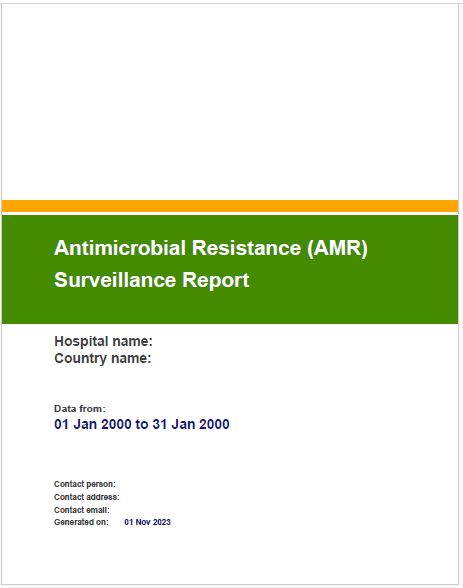 Antimicrobial Resistance (AMR)
Surveillance Report
Hospital name:
Country name:
Data from:
01 Jan 2000 to 31 Jan 2000
Contact person:
Contact address:
Contact email:
Generated on: 01 Nov 2023